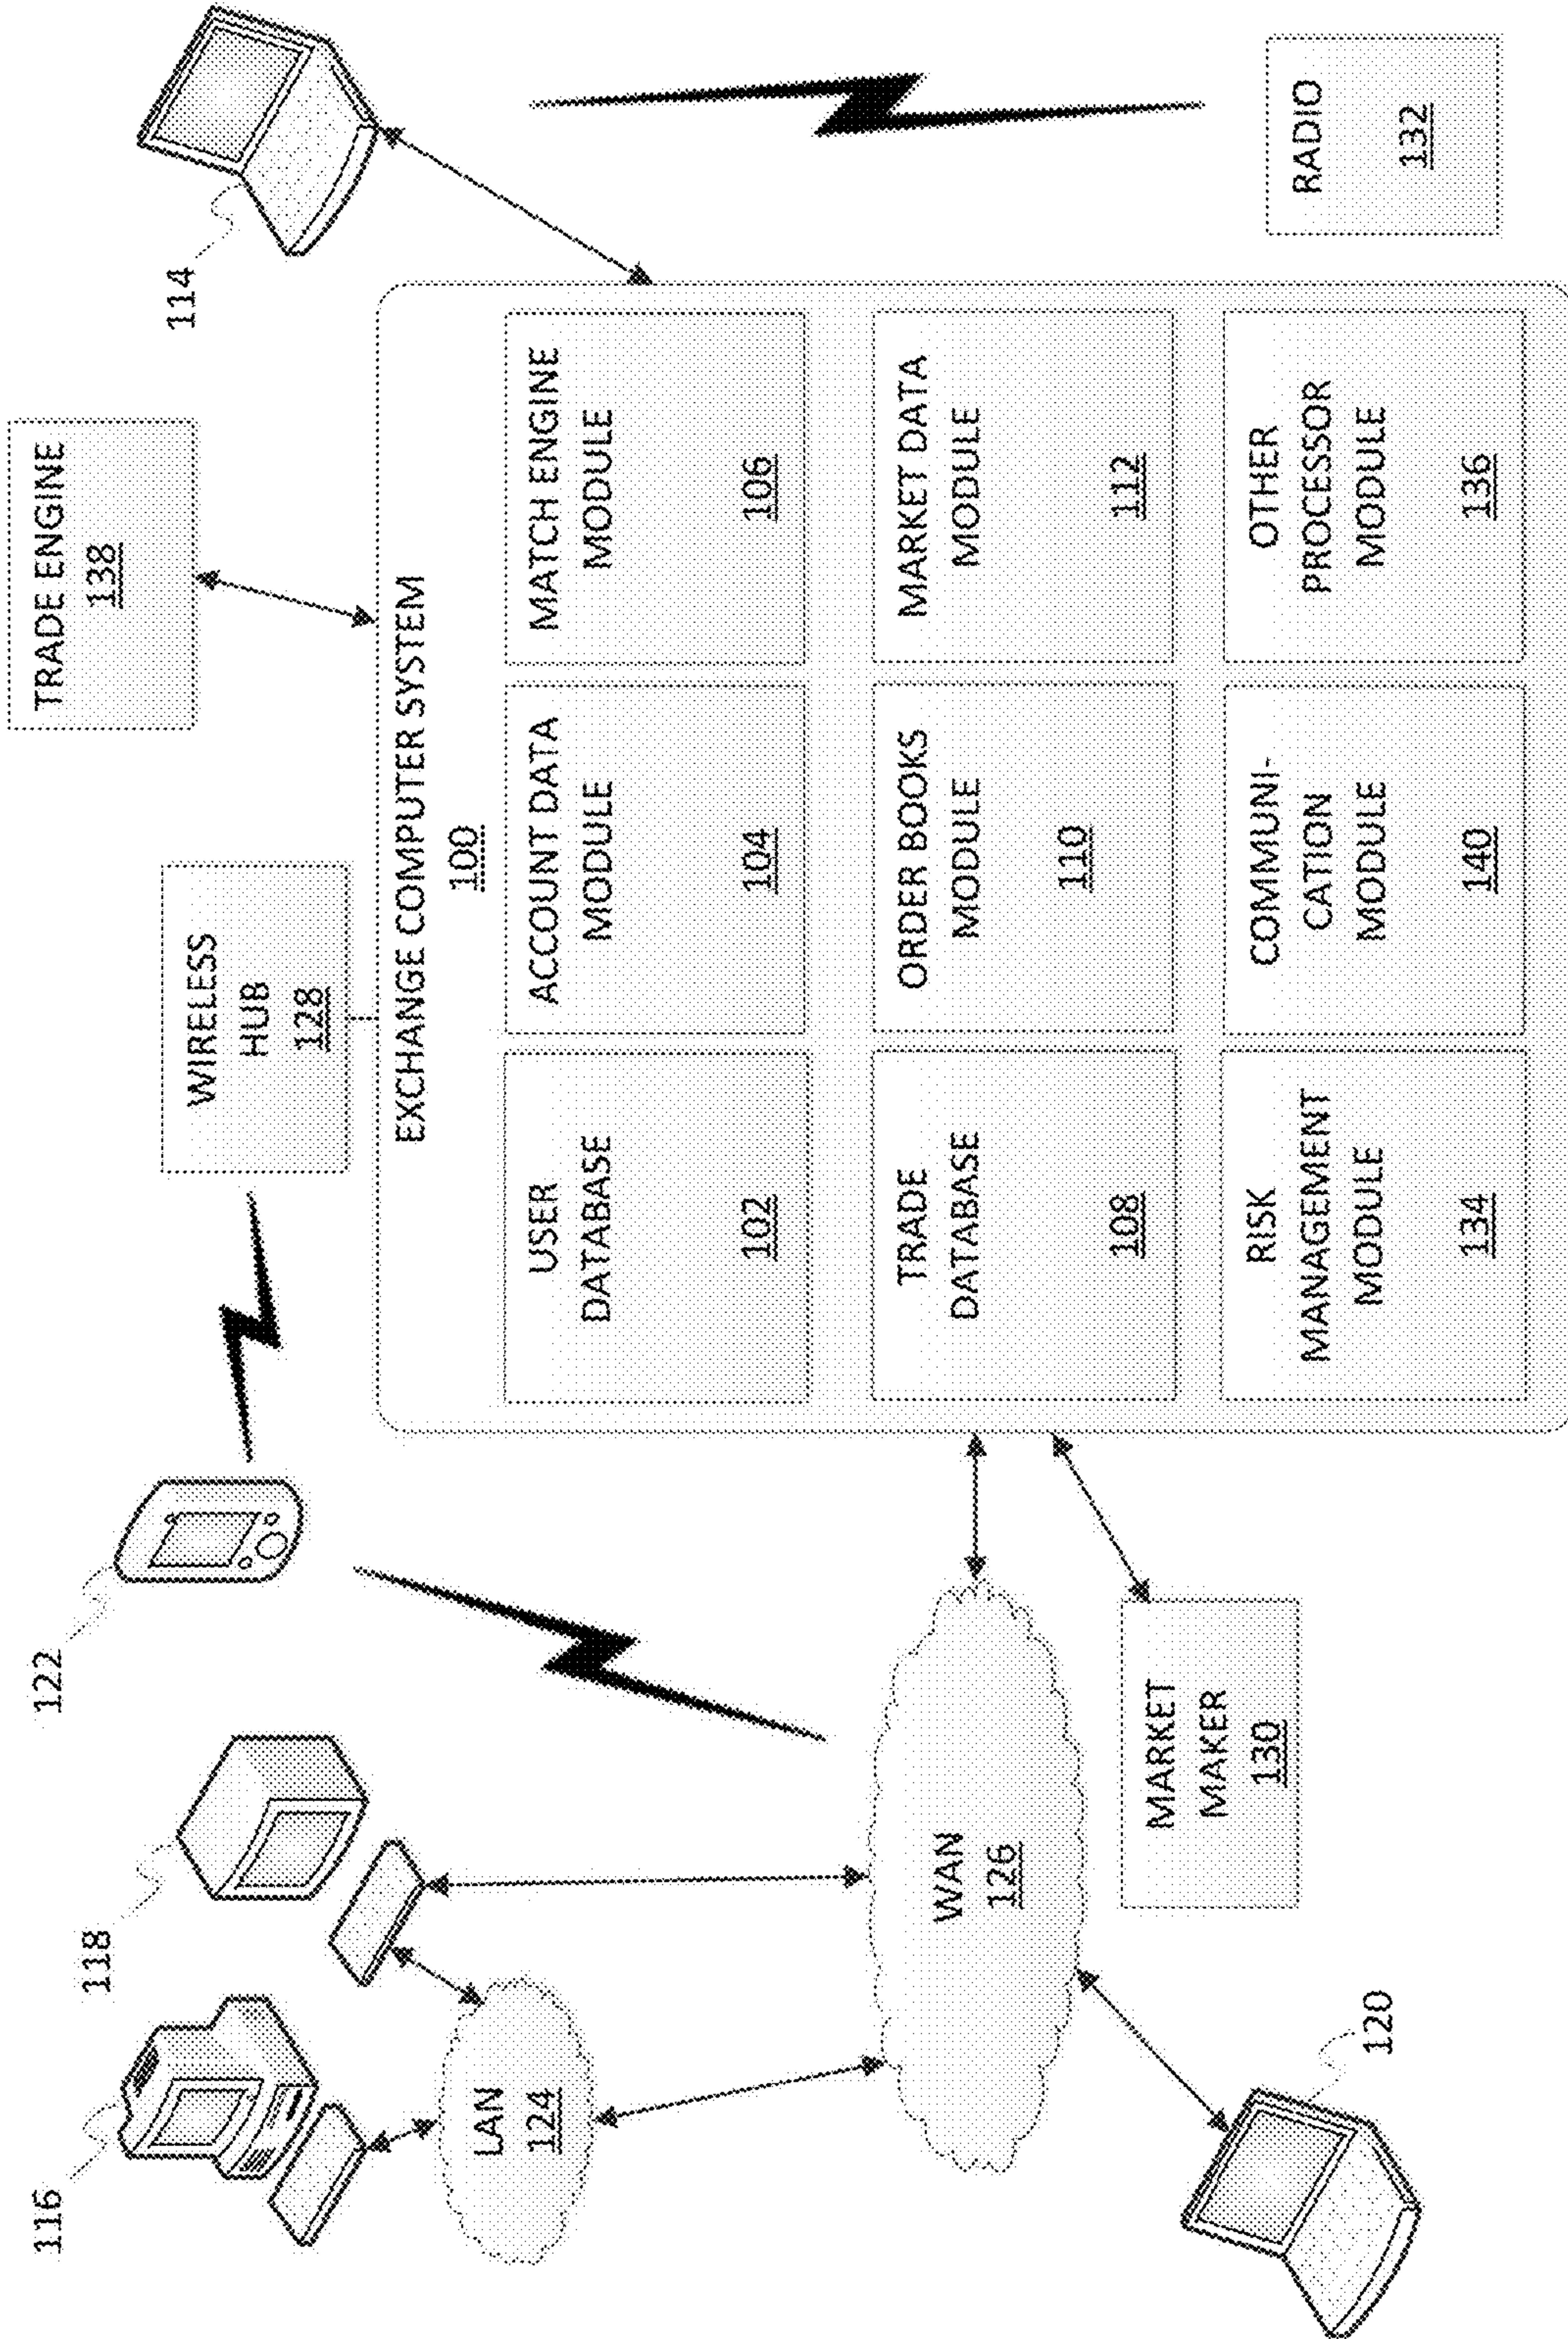 116
118
122
114
TRADE ENGINE
138
WIRELESS
HUB
128
EXCHANGE COMPUTER SYSTEM
100
USER
DATABASE
102
ACCOUNT DATA
MODULE
104
MATCH ENGINE
MODULE
106
TRADE
DATABASE
108
ORDER BOOKS
MODULE
110
MARKET DATA
MODULE
112
RISK
MANAGEMENT
MODULE
134
COMMUNI-
CATION
MODULE
140
OTHER
PROCESSOR
MODULE
136
LAN
124
WAN
126
MARKET
MAKER
130
120
RADIO
132